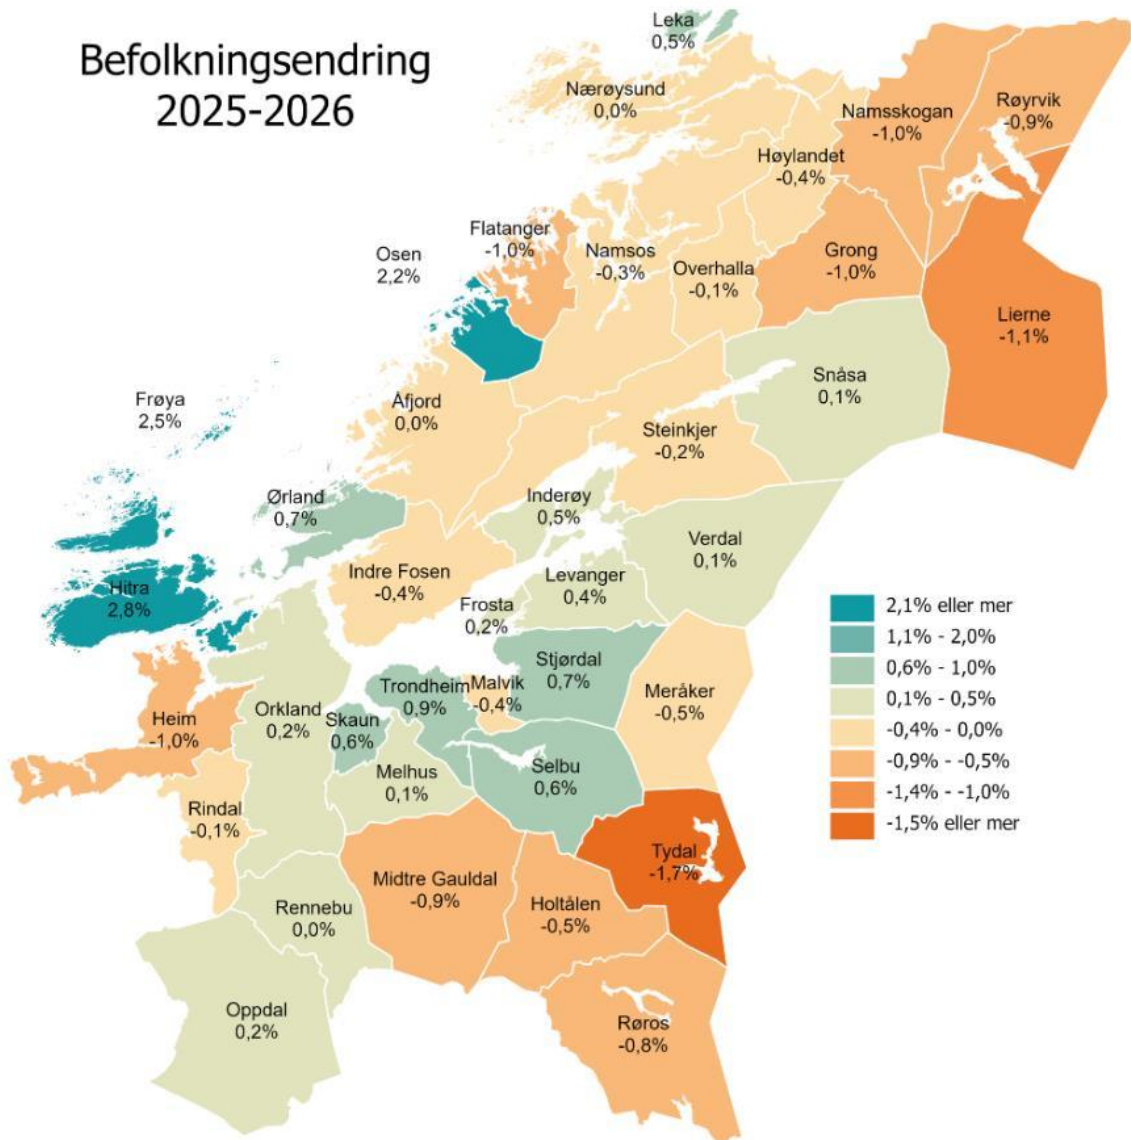 Befolkningsendring
2025-2026
Leka
0,5%
Nærøysund
0,0%
Namsskogan
-1,0%
Røyrvik
-0,9%
Høylandet
-0,4%
Flatanger
-1,0%
Osen
2,2%
Namsos
-0,3%
Overhalla
-0,1%
Grong
-1,0%
Lierne
-1,1%
Snåsa
0,1%
Frøya
2,5%
Åfjord
0,0%
Steinkjer
-0,2%
Ørland
0,7%
Inderøy
0,5%
Verdal
0,1%
Hitra
2,8%
Indre Fosen
-0,4%
Levanger
0,4%
Frosta
0,2%
Stjørdal
0,7%
Trondheim
0,9%
Malvik
-0,4%
Meråker
-0,5%
Heim
-1,0%
Orkland
0,2%
Skaun
0,6%
Melhus
0,1%
Selbu
0,6%
Rindal
-0,1%
Tydal
-1,7%
Midtre Gauldal
-0,9%
Holtålen
-0,5%
Rennebu
0,0%
Oppdal
0,2%
Røros
-0,8%
2,1% eller mer
1,1% - 2,0%
0,6% - 1,0%
0,1% - 0,5%
-0,4% - 0,0%
-0,9% - -0,5%
-1,4% - -1,0%
-1,5% eller mer